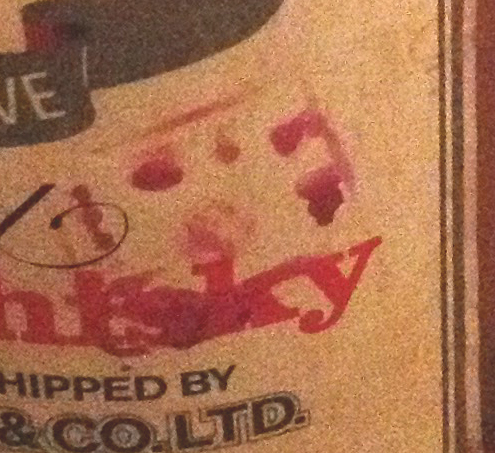 VE
hisky
HIPPED BY
& CO. LTD.